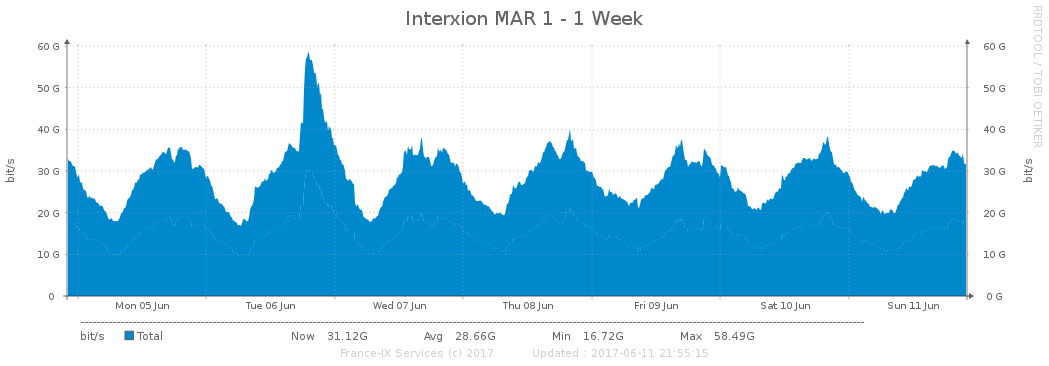 Interxion MAR 1 - 1 Week
RRDTOOL / TOBI OETIKER
60 G 60 G
50 G 50 G
40 G 40 G
30 G 30 G
20 G 20 G
10 G 10 G
0 0 G
bit/s
bit/s
Mon 05 Jun Tue 06 Jun Wed 07 Jun Thu 08 Jun Fri 09 Jun Sat 10 Jun Sun 11 Jun
bit/s Total Now 31.12G Avg 28.66G Min 16.72G Max 58.49G
France-IX Services (c) 2017 Updated : 2017-06-11 21:55:15